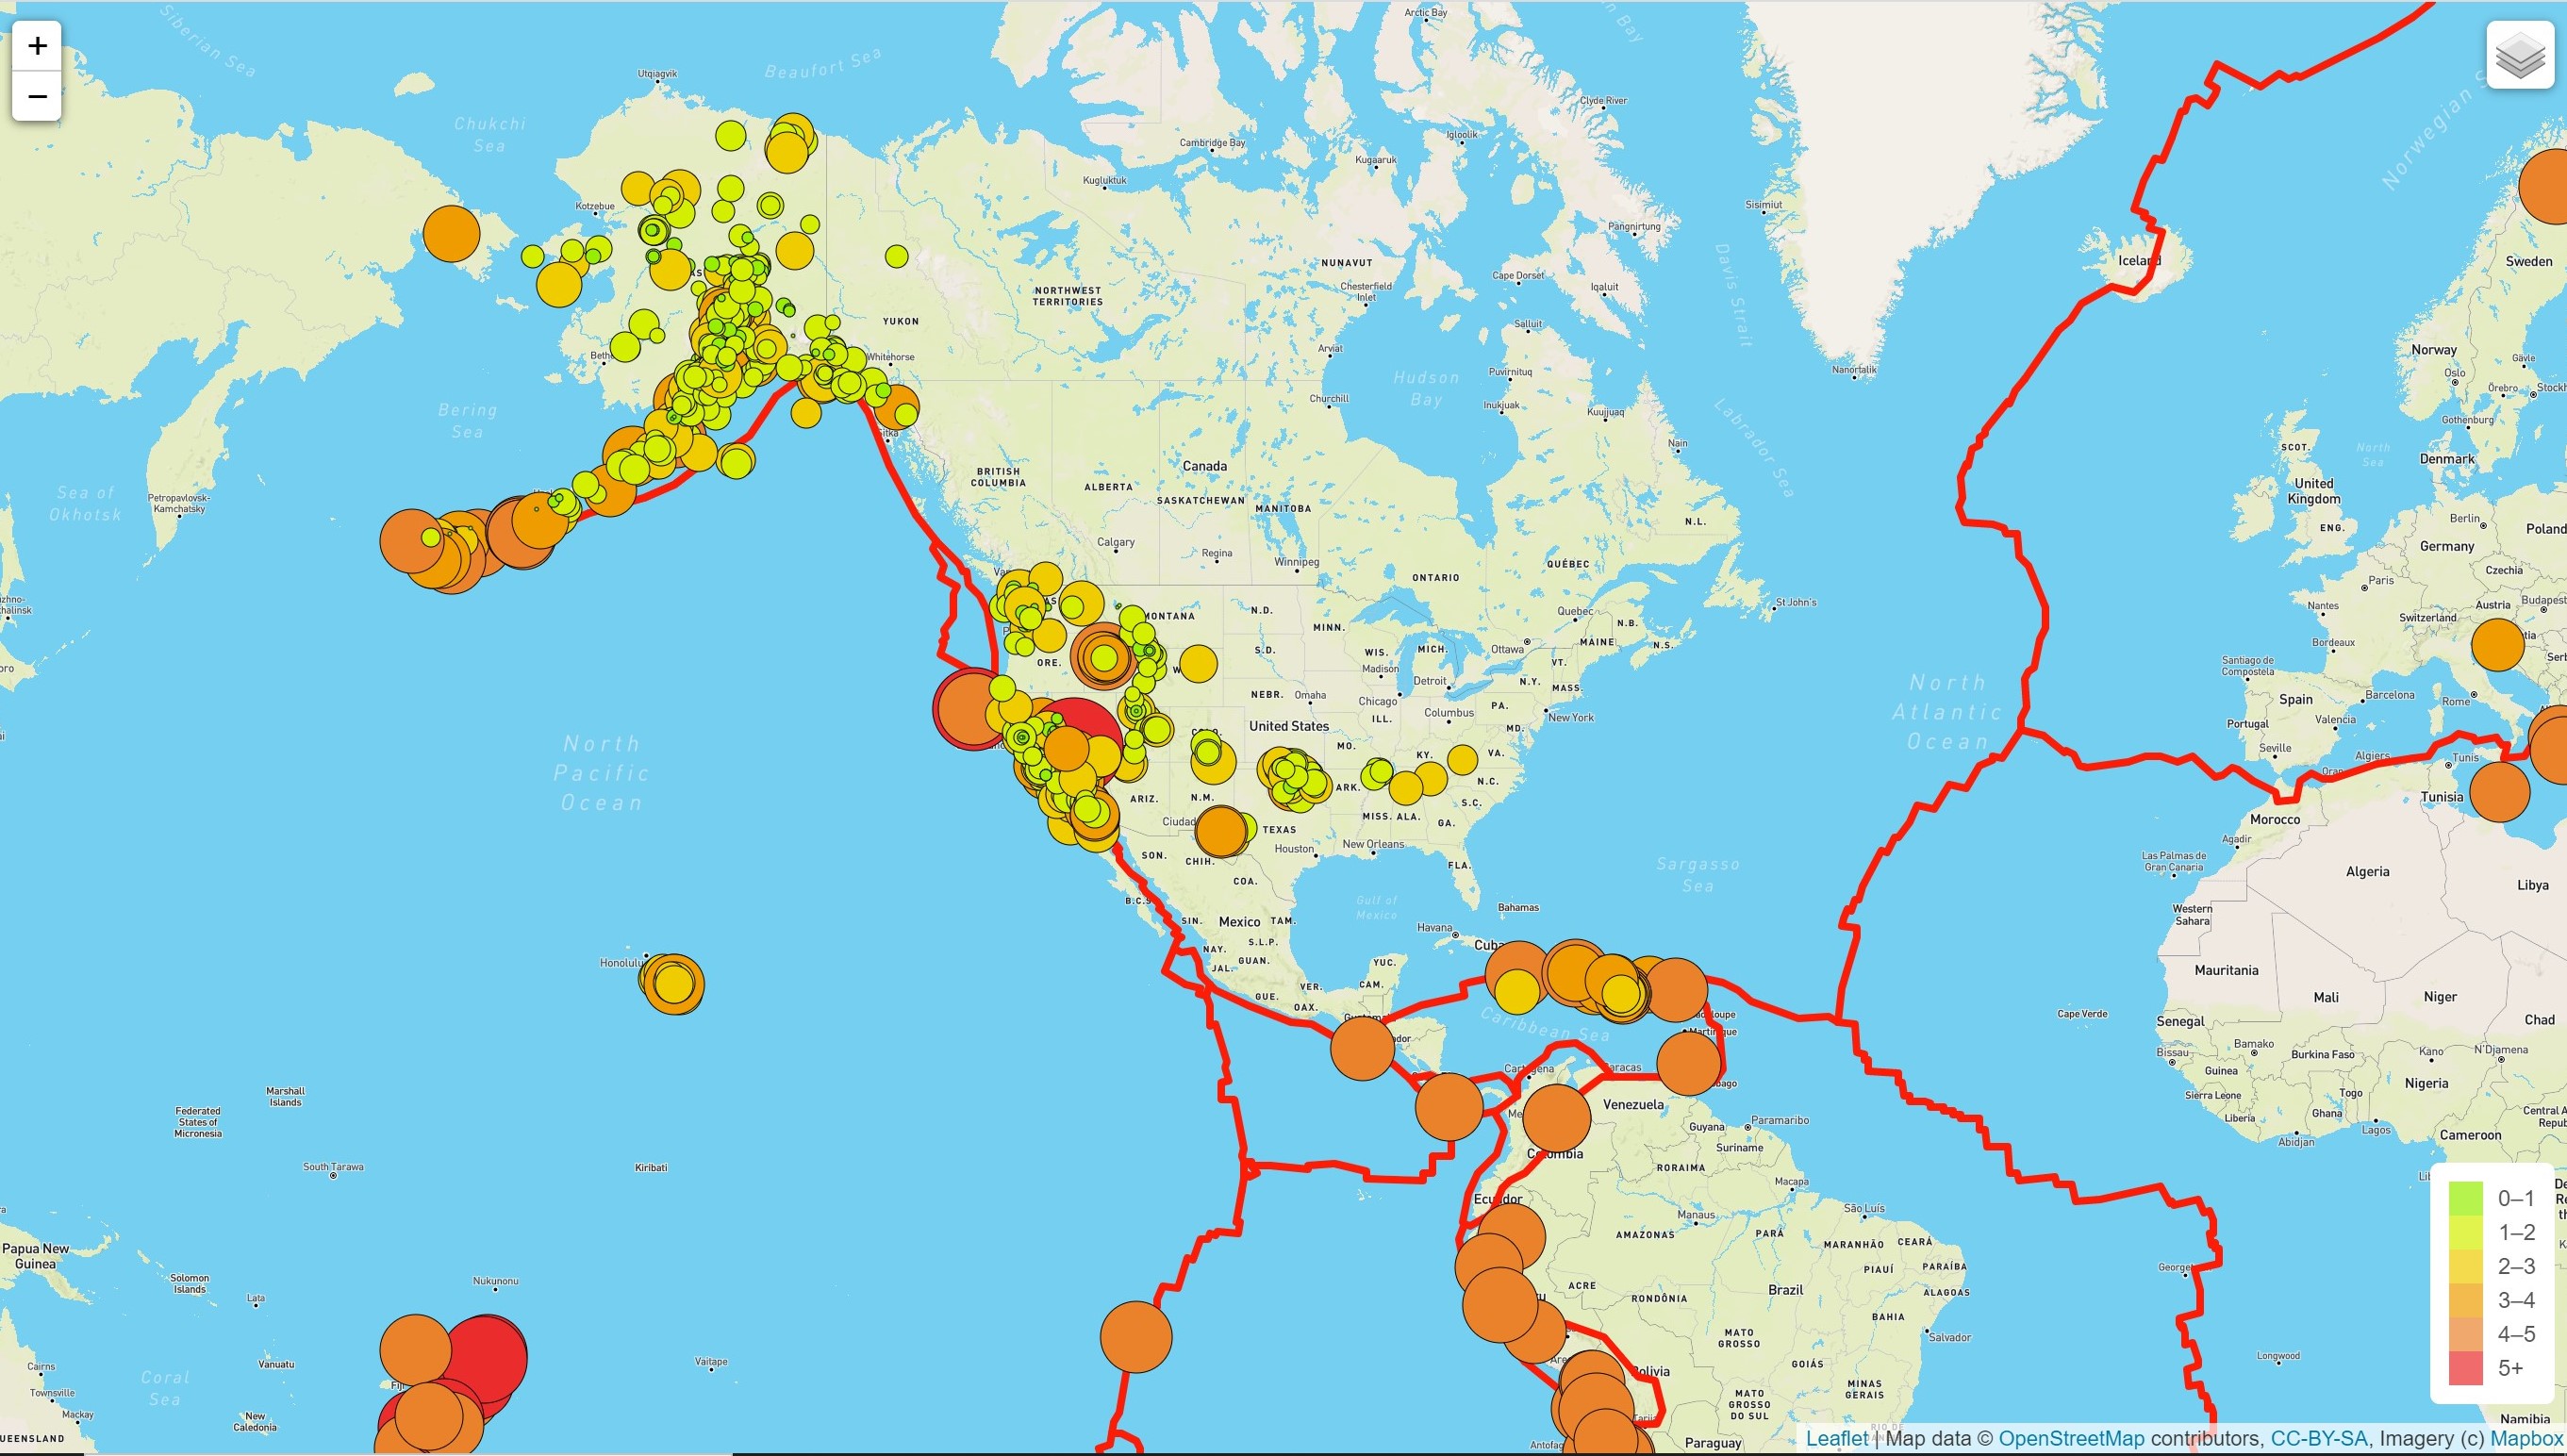 +
−
Siberian Sea
Beaufort Sea
Arctic Bay
Utqiagvik
Clyde River
Chukchi
Sea
Igloolik
Cambridge Bay
Kugaaruk
Kugluktuk
Norwegian
Kotzebue
Sisimiut
Pangnirtung
Davis Strait
NUNAVUT
Iceland
Sweden
Cape Dorset
NORTHWEST
TERRITORIES
Chesterfield
Inlet
Iqaluit
YUKON
Salluit
Whitehorse
Arviat
Norway
Gävle
Nanortalik
Oslo
Puvirnituq
Hudson
Bay
Örebro
Churchill
Inukjuak
Kuujjuaq
Bering
Sea
Labrador Sea
Gothenburg
Nain
SCOT.
North
Sea
Denmark
BRITISH
COLUMBIA
Canada
ALBERTA
SASKATCHEWAN
MANITOBA
United
Kingdom
Sea of
Okhotsk
Petropavlovsk-
Kamchatsky
N.L.
ENG.
Berlin
Poland
Calgary
Regina
Winnipeg
ONTARIO
QUÉBEC
Germany
Czechia
Paris
St John's
Nantes
Austria
Budapest
Switzerland
MONTANA
N.D.
Quebec
N.B.
MINN.
MAINE
N.S.
Bordeaux
ORE.
S.D.
WIS.
MICH.
Ottawa
VT.
Madison
Santiago de
Compostela
Detroit
N.Y.
MASS.
North
Atlantic
Ocean
NEBR.
Omaha
Chicago
Spain
Barcelona
Rome
ILL.
Columbus
PA.
New York
Portugal
Valencia
United States
MD.
North
Pacific
Ocean
MO.
KY.
VA.
Seville
Algiers
Tunis
ARIZ.
N.M.
ARK.
N.C.
Tunisia
S.C.
Ciudad
TEXAS
MISS.
ALA.
GA.
Morocco
Agadir
Houston
New Orleans
SON.
CHIH.
FLA.
Sargasso
Sea
Las Palmas de
Gran Canaria
Algeria
Libya
COA.
B.C.S.
Gulf of
Mexico
Bahamas
Western
Sahara
SIN.
Mexico
TAM.
Havana
Cuba
NAY.
S.L.P.
Honolulu
JAL.
GUAN.
YUC.
Mauritania
VER.
CAM.
Mali
Niger
GUE.
OAX.
Cape Verde
Chad
Caribbean Sea
Senegal
Martinique
Bissau
Bamako
Burkina Faso
Kano
N'Djamena
Cartagena
Guinea
Nigeria
Marshall
Islands
Venezuela
Sierra Leone
Togo
Federated
States of
Micronesia
Paramaribo
Liberia
Ghana
Guyana
Lagos
Suriname
Abidjan
Cameroon
Colombia
South Tarawa
Kiribati
RORAIMA
Macapa
Ecuador
Manaus
São Luís
AMAZONAS
PARÁ
MARANHÃO
CEARÁ
Papua New
Guinea
PIAUÍ
PARAÍBA
Solomon
Islands
Nukunonu
ACRE
RONDÔNIA
Brazil
ALAGOAS
Lata
BAHIA
MATO
GROSSO
Salvador
Cairns
Vanuatu
Vaitape
GOIÁS
Longwood
Coral
Sea
Townsville
Bolivia
MATO
GROSSO
DO SUL
MINAS
GERAIS
Mackay
New
Caledonia
Paraguay
Namibia
0–1
1–2
2–3
3–4
4–5
5+
Leaflet | Map data © OpenStreetMap contributors, CC-BY-SA, Imagery (c) Mapbox